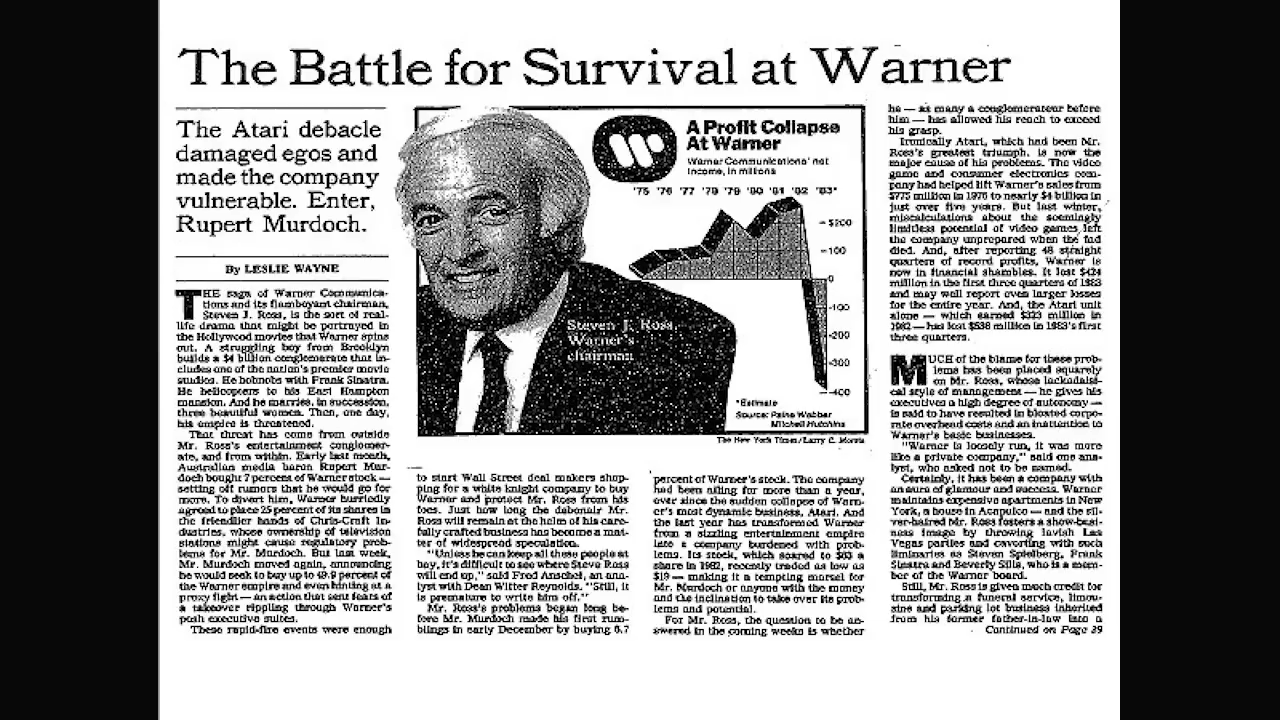 The Battle for Survival at Warner
The Atari debacle
damaged egos and
made the company
vulnerable. Enter,
Rupert Murdoch.
By LESLIE WAYNE
THE saga of Warner Communica-
tions and its flamboyant chairman,
Steven J. Ross, is the sort of real-
life drama that might be portrayed in
the Hollywood movies that Warner spins
out. A struggling boy from Brooklyn
builds a $4 billion conglomerate that in-
cludes one of the nation's premier movie
studios. He hobnobs with Frank Sinatra.
He helicopters to his East Hampton
mansion. And he marries, in succession,
three beautiful women. Then, one day,
his empire is threatened.
That threat has come from outside
Mr. Ross's entertainment conglomer-
ate, and from within. Early last month,
Australian media baron Rupert Mur-
doch bought 7 percent of Warner stock —
setting off rumors that he would go for
more. To divert him, Warner hurriedly
agreed to place 25 percent of its shares in
the friendlier hands of Chris-Craft In-
dustries, whose ownership of television
stations might cause regulatory prob-
lems for Mr. Murdoch. But last week,
Mr. Murdoch moved again, announcing
he would seek to buy up to 49.9 percent of
the Warner empire and even hinting at a
proxy fight — an action that sent fears of
a takeover rippling through Warner's
posh executive suites.
These rapid-fire events were enough
A Profit Collapse
At Warner
Warner Communications' net
income, in millions
'75 '76 '77 '78 '79 '80 '81 '82 '83*
$200
100
0
-100
-200
-300
-400
Steven J. Ross,
Warner's
chairman
*Estimate
Source: Paine Webber
Mitchell Hutchins
The New York Times/Larry C. Morris
to start Wall Street deal makers shop-
ping for a white knight company to buy
Warner and protect Mr. Ross from his
foes. Just how long the debonair Mr.
Ross will remain at the helm of his care-
fully crafted business has become a mat-
ter of widespread speculation.
"Unless he can keep all these people at
bay, it's difficult to see where Steve Ross
will end up," said Fred Anschel, an ana-
lyst with Dean Witter Reynolds. "Still, it
is premature to write him off."
Mr. Ross's problems began long be-
fore Mr. Murdoch made his first rum-
blings in early December by buying 6.7
percent of Warner's stock. The company
had been ailing for more than a year,
ever since the sudden collapse of Warn-
er's most dynamic business, Atari. And
the last year has transformed Warner
from a sizzling entertainment empire
into a company burdened with prob-
lems. Its stock, which soared to $63 a
share in 1982, recently traded as low as
$19 — making it a tempting morsel for
Mr. Murdoch or anyone with the money
and the inclination to take over its prob-
lems and potential.
For Mr. Ross, the question to be an-
swered in the coming weeks is whether
he — as many a conglomerateur before
him — has allowed his reach to exceed
his grasp.
Ironically Atari, which had been Mr.
Ross's greatest triumph, is now the
major cause of his problems. The video
game and consumer electronics com-
pany had helped lift Warner's sales from
$775 million in 1976 to nearly $4 billion in
just over five years. But last winter,
miscalculations about the seemingly
limitless potential of video games left
the company unprepared when the fad
died. And, after reporting 48 straight
quarters of record profits, Warner is
now in financial shambles. It lost $424
million in the first three quarters of 1983
and may well report even larger losses
for the entire year. And, the Atari unit
alone — which earned $323 million in
1982 — has lost $538 million in 1983's first
three quarters.
MUCH of the blame for these prob-
lems has been placed squarely
on Mr. Ross, whose lackadaisi-
cal style of management — he gives his
executives a high degree of autonomy —
is said to have resulted in bloated corpo-
rate overhead costs and an inattention to
Warner's basic businesses.
"Warner is loosely run, it was more
like a private company," said one ana-
lyst, who asked not to be named.
Certainly, it has been a company with
an aura of glamour and success. Warner
maintains expensive apartments in New
York, a house in Acapulco — and the sil-
ver-haired Mr. Ross fosters a show-busi-
ness image by throwing lavish Las
Vegas parties and cavorting with such
luminaries as Steven Spielberg, Frank
Sinatra and Beverly Sills, who is a mem-
ber of the Warner board.
Still, Mr. Ross is given much credit for
transforming a funeral service, limou-
sine and parking lot business inherited
from his former father-in-law into a
Continued on Page 29